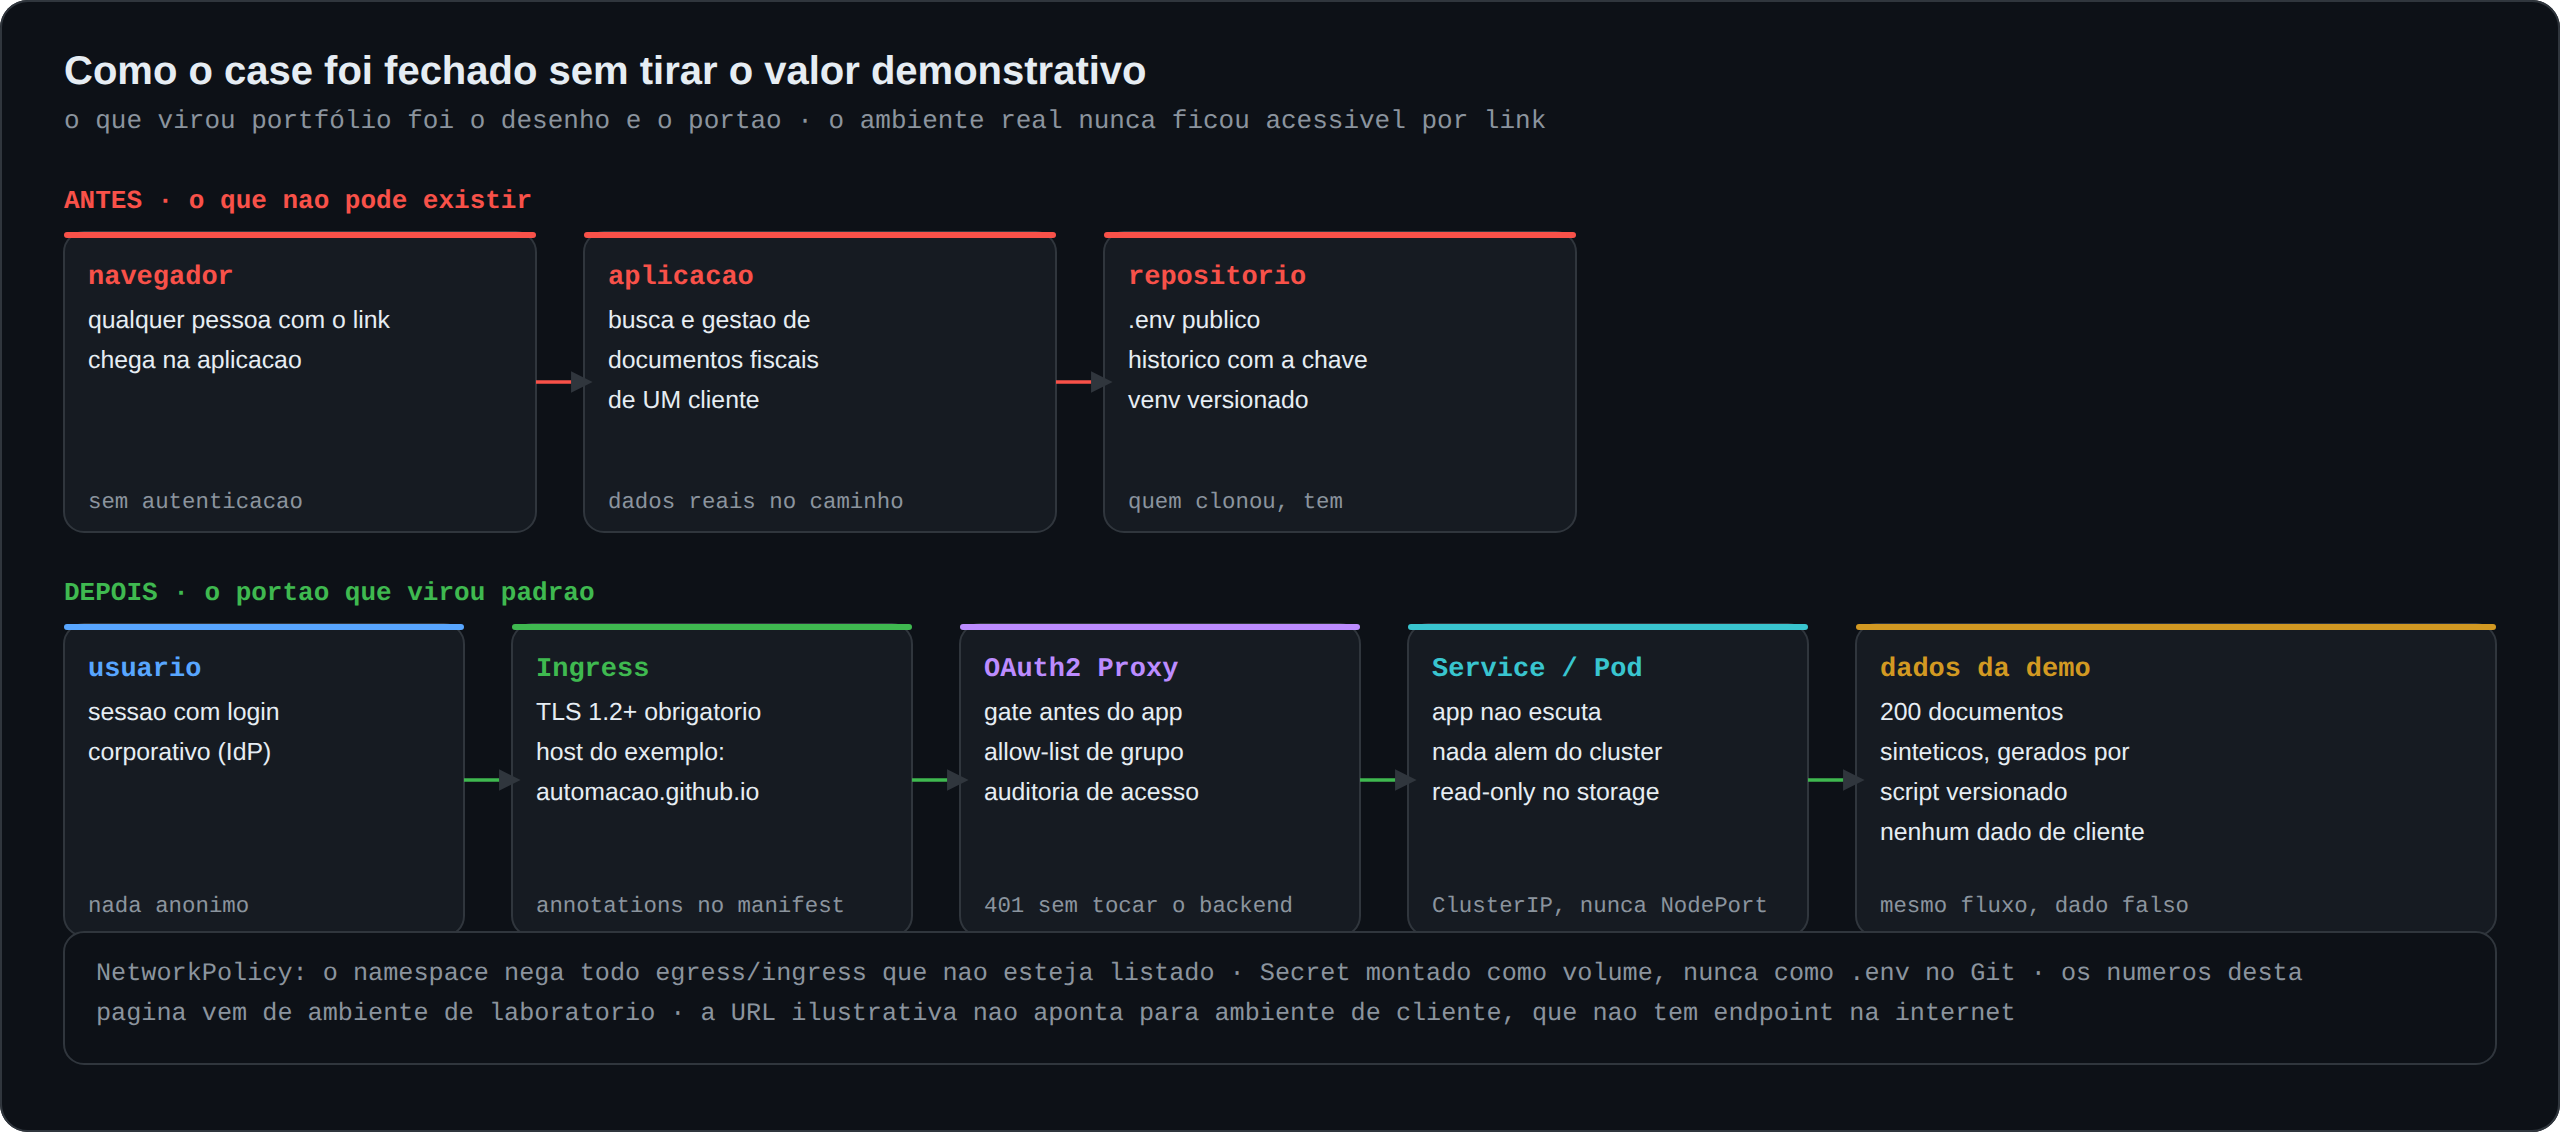 Como o case foi fechado sem tirar o valor demonstrativo
o que virou portfólio foi o desenho e o portao · o ambiente real nunca ficou acessivel por link
ANTES · o que nao pode existir
navegador
qualquer pessoa com o link
chega na aplicacao
sem autenticacao
aplicacao
busca e gestao de
documentos fiscais
de UM cliente
dados reais no caminho
repositorio
.env publico
historico com a chave
venv versionado
quem clonou, tem
DEPOIS · o portao que virou padrao
usuario
sessao com login
corporativo (IdP)
nada anonimo
Ingress
TLS 1.2+ obrigatorio
host do exemplo:
automacao.github.io
annotations no manifest
OAuth2 Proxy
gate antes do app
allow-list de grupo
auditoria de acesso
401 sem tocar o backend
Service / Pod
app nao escuta
nada alem do cluster
read-only no storage
ClusterIP, nunca NodePort
dados da demo
200 documentos
sinteticos, gerados por
script versionado
nenhum dado de cliente
mesmo fluxo, dado falso
NetworkPolicy: o namespace nega todo egress/ingress que nao esteja listado · Secret montado como volume, nunca como .env no Git · os numeros desta
pagina vem de ambiente de laboratorio · a URL ilustrativa nao aponta para ambiente de cliente, que nao tem endpoint na internet